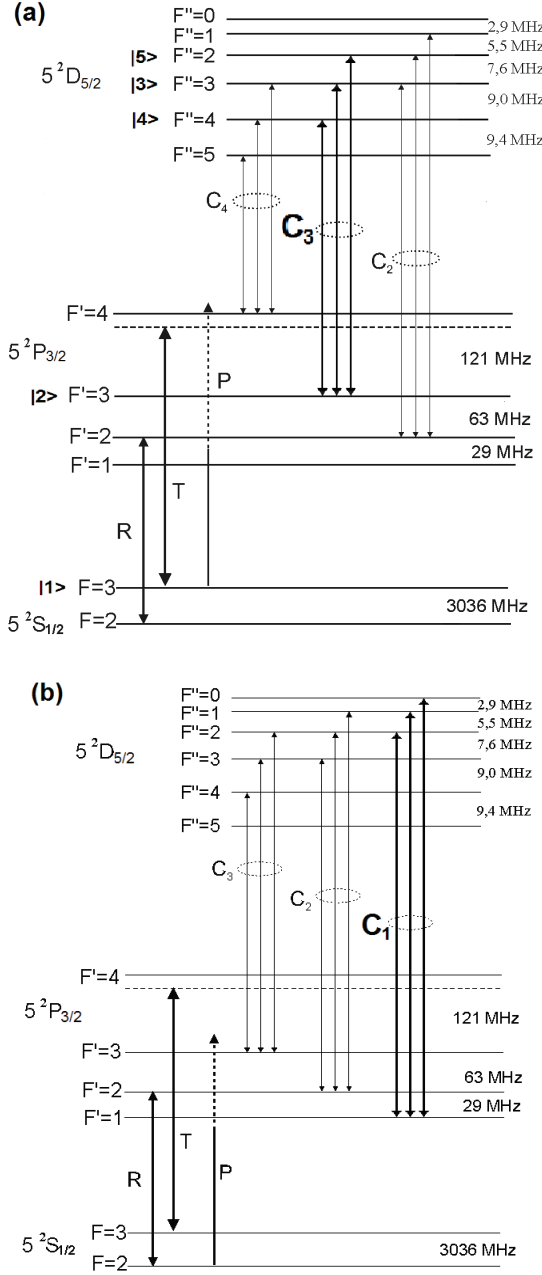 (a)
F''=0
F''=1
2,9 MHz
|5> F''=2
5,5 MHz
5 ²D5/2
|3> F''=3
7,6 MHz
|4> F''=4
9,0 MHz
F''=5
9,4 MHz
C4
C3
C2
F'=4
5 ²P3/2
P
121 MHz
|2> F'=3
F'=2
63 MHz
F'=1
29 MHz
T
R
|1> F=3
5 ²S1/2 F=2
3036 MHz
(b)
F''=0
F''=1
2,9 MHz
F''=2
5,5 MHz
5 ²D5/2
F''=3
7,6 MHz
F''=4
9,0 MHz
F''=5
9,4 MHz
C3
C2
C1
F'=4
5 ²P3/2
121 MHz
F'=3
F'=2
63 MHz
F'=1
29 MHz
R
T
P
F=3
5 ²S1/2
F=2
3036 MHz